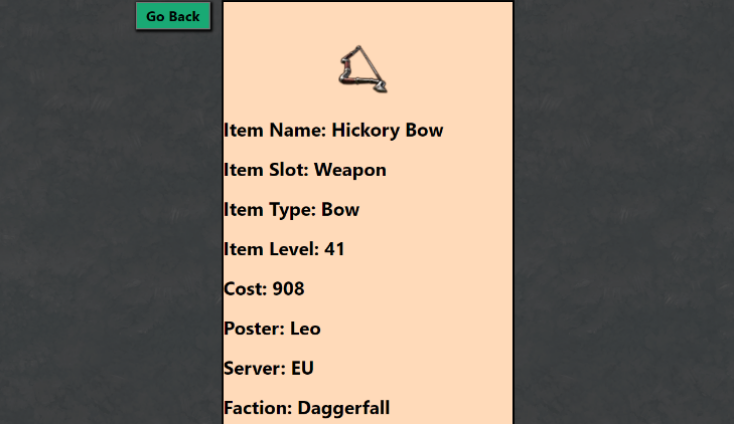 Go Back
Item Name: Hickory Bow
Item Slot: Weapon
Item Type: Bow
Item Level: 41
Cost: 908
Poster: Leo
Server: EU
Faction: Daggerfall